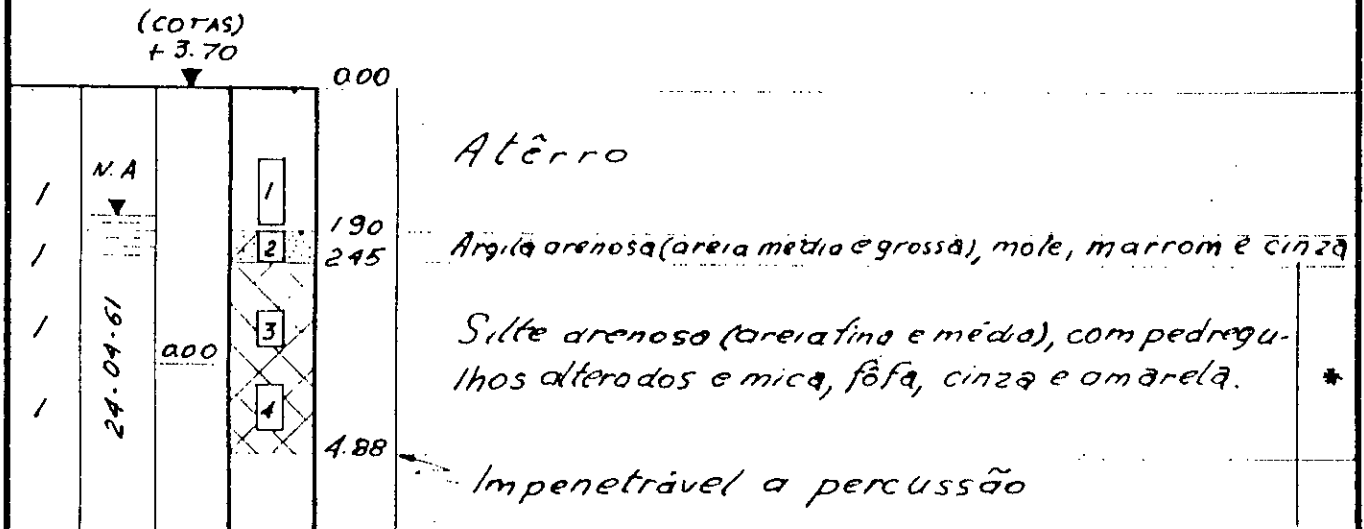 (COTAS)
+ 3.70
0.00
Atêrro
N.A
1
1
190
Argila arenosa (areia média e grossa), mole, marrom e cinza
1
2
245
24-04-61
1
3
Silte arenoso (areia fina e média), com pedregu-
0.00
lhos alterados e mica, fôfa, cinza e amarela.
*
1
4
4.88
Impenetrável a percussão